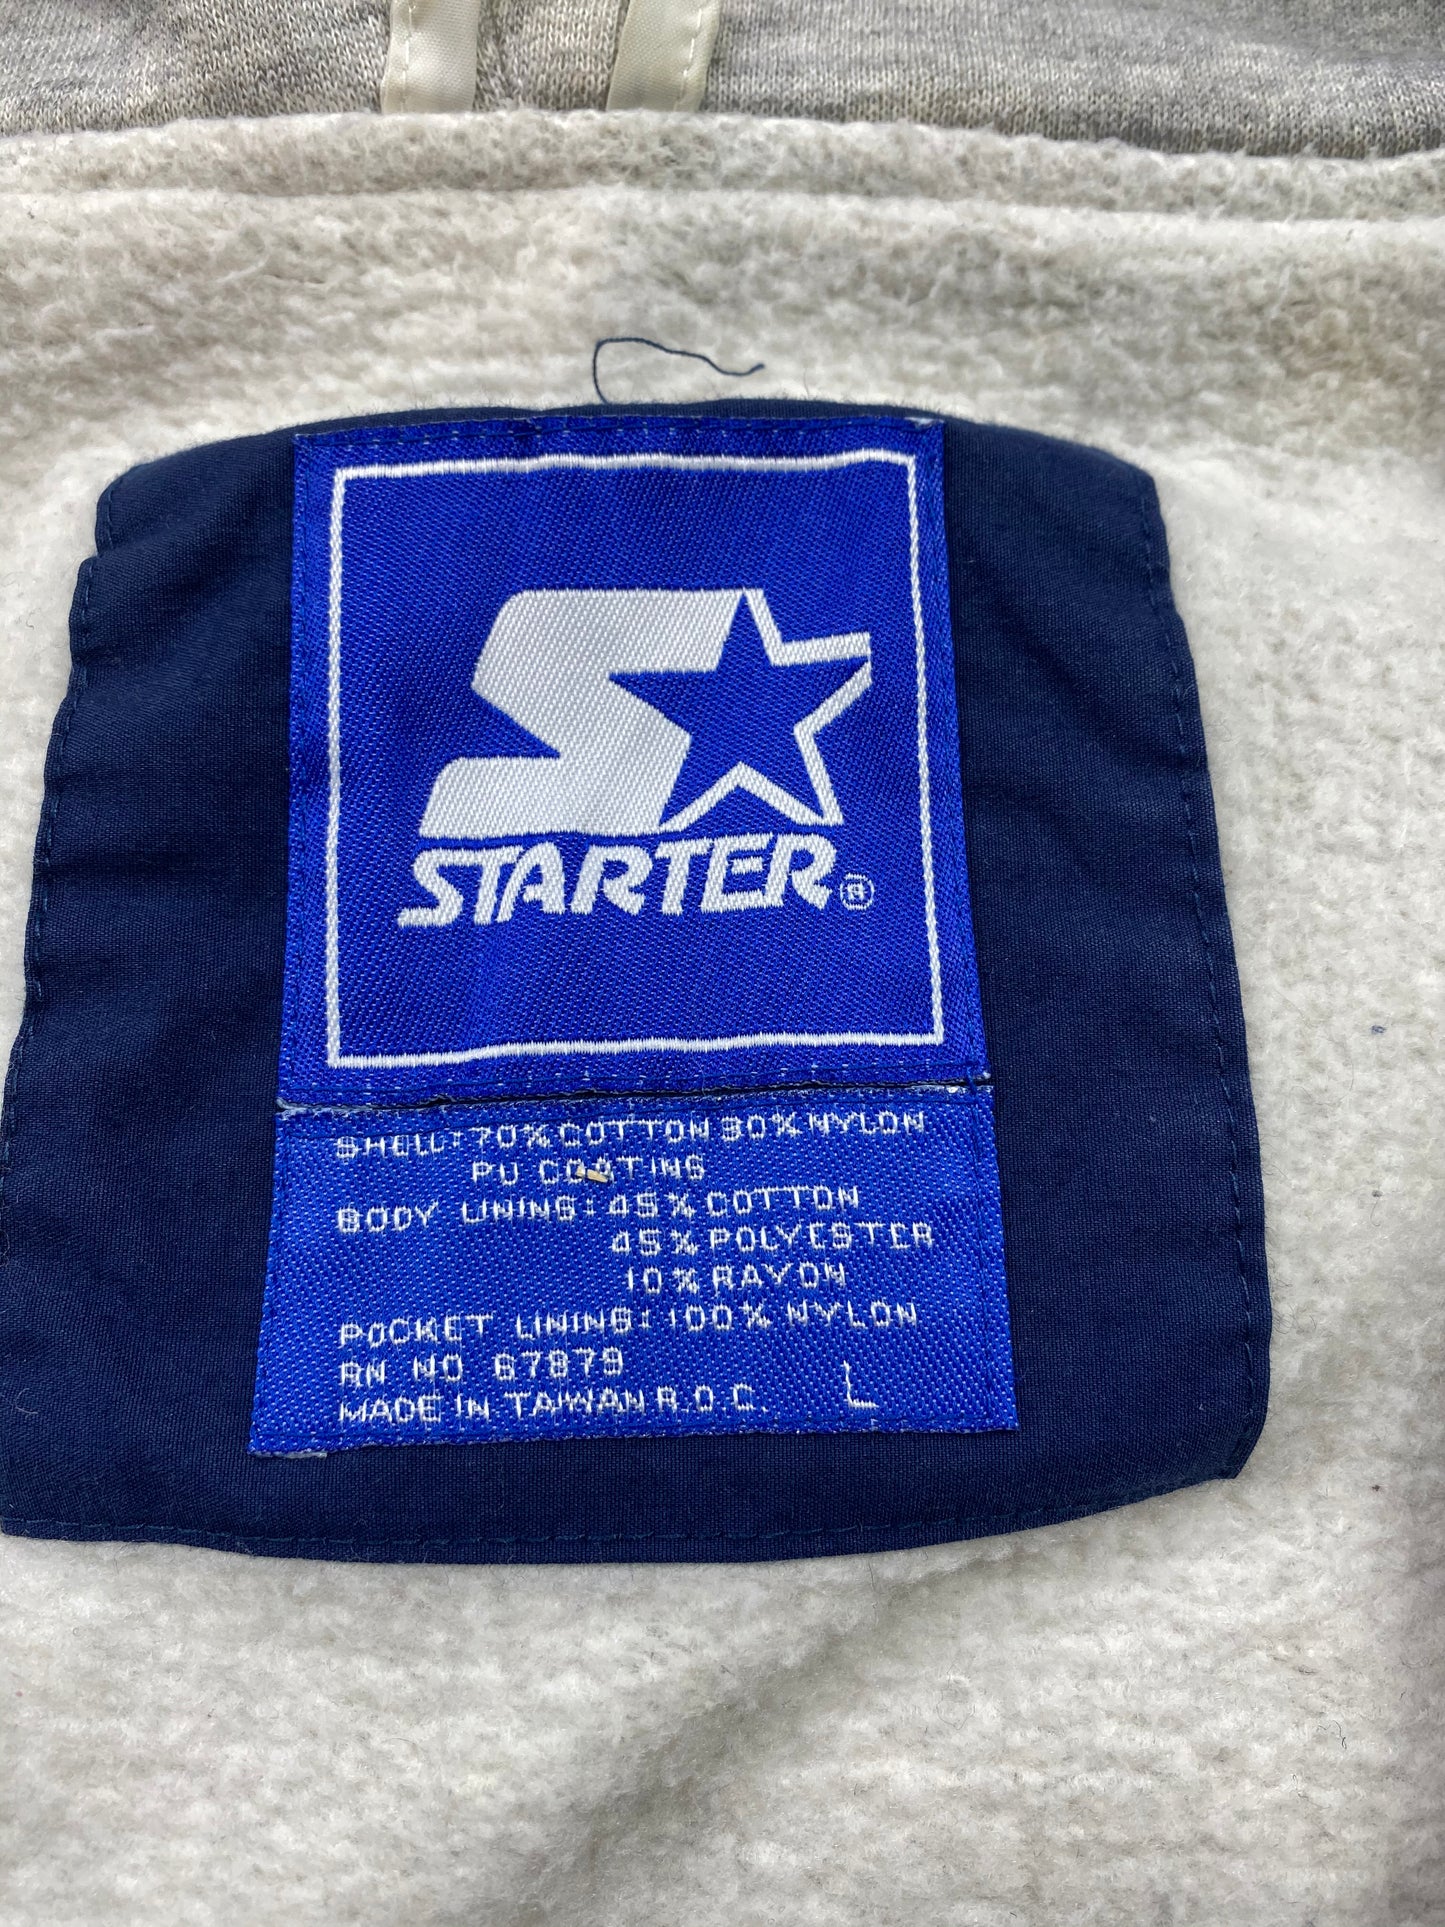 STARTER®
SHELL: 70% COTTON 30% NYLON
PU COATING
BODY LINING: 45% COTTON
45% POLYESTER
10% RAYON
POCKET LINING: 100% NYLON
RN NO 67879
MADE IN TAIWAN R.O.C. L